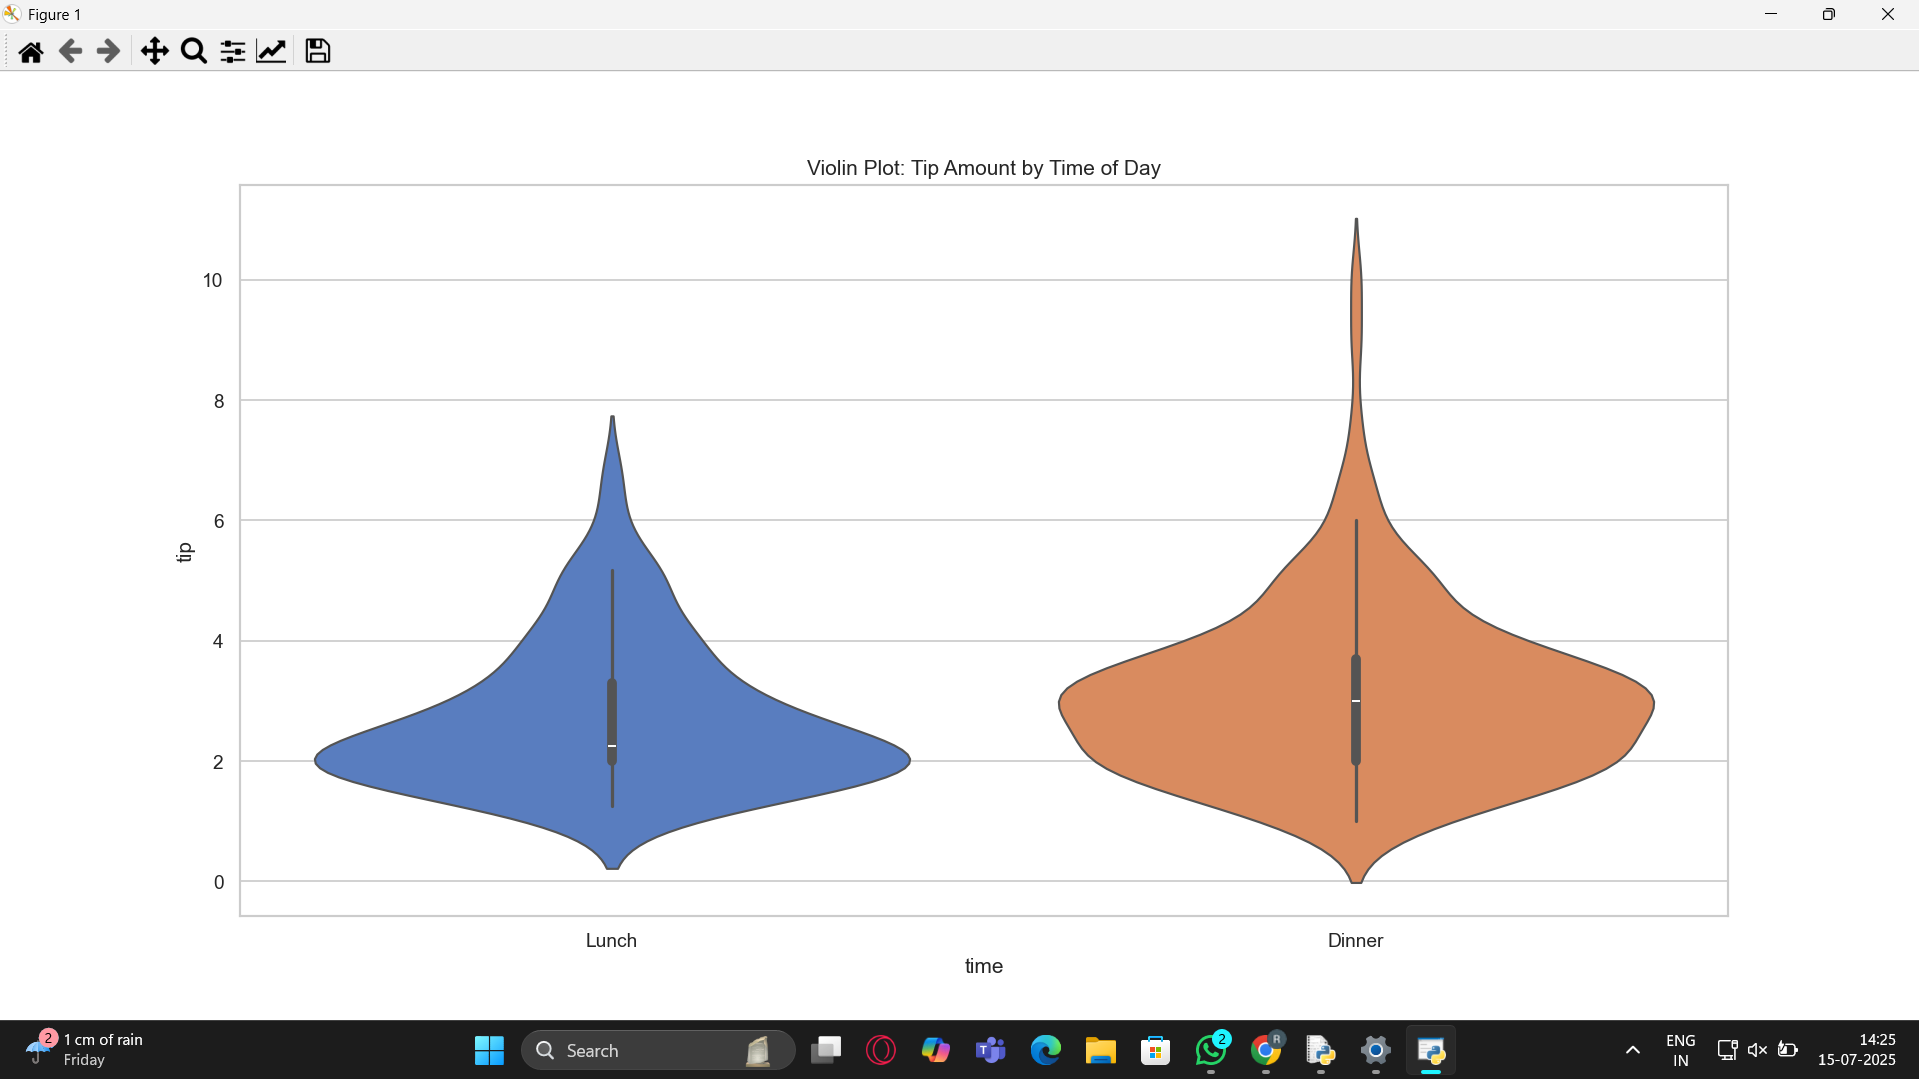 Figure 1
Violin Plot: Tip Amount by Time of Day
10
8
6
4
2
0
tip
Lunch
Dinner
time
2
1 cm of rain
Friday
Search
T
2
R
ENG
IN
14:25
15-07-2025